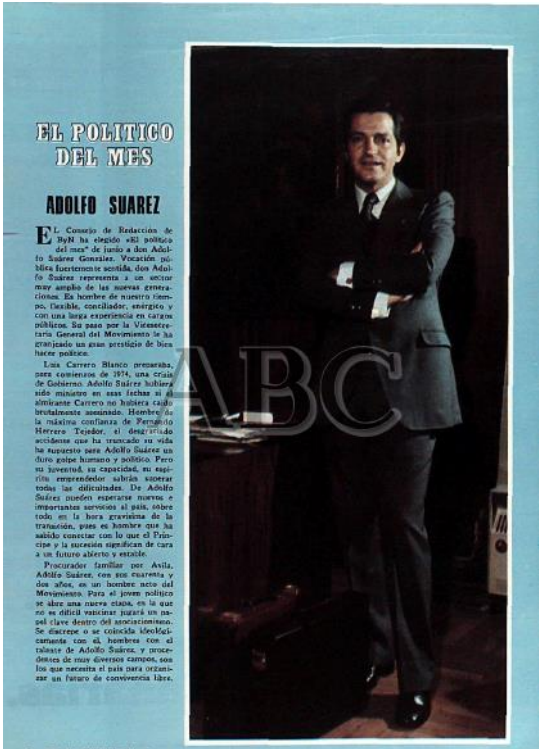 EL POLITICO
DEL MES
ADOLFO SUAREZ
EL Consejo de Redacción de
ByN ha elegido «El político
del mes" de junio a don Adol-
fo Suárez González. Vocación pú-
blica fuertemente sentida, don Adol-
fo Suárez representa a un sector
muy amplio de las nuevas genera-
ciones. Es hombre de nuestro tiem-
po, flexible, conciliador, enérgico y
con una larga experiencia en cargos
públicos. Su paso por la Vicesecre-
taría General del Movimiento le ha
granjeado un gran prestigio de bien
hacer político.
Luis Carrero Blanco preparaba,
para comienzos de 1974, una crisis
de Gobierno. Adolfo Suárez hubiera
sido ministro en esas fechas si el
almirante Carrero no hubiera caído
brutalmente asesinado. Hombre de
la máxima confianza de Fernando
Herrero Tejedor, el desgraciado
accidente que ha truncado su vida
ha supuesto para Adolfo Suárez un
duro golpe humano y político. Pero
su juventud, su capacidad, su espí-
ritu emprendedor sabrán superar
todas las dificultades. De Adolfo
Suárez pueden esperarse nuevos e
importantes servicios al país, sobre
todo en la hora gravísima de la
transición, pues es hombre que ha
sabido conectar con lo que el Prín-
cipe y la sucesión significan de cara
a un futuro abierto y estable.
Procurador familiar por Avila,
Adolfo Suárez, con sus cuarenta y
dos años, es un hombre neto del
Movimiento. Para el joven político
se abre una nueva etapa, en la que
no es difícil vaticinar jugará un pa-
pel clave dentro del asociacionismo.
Se discrepe o se coincida ideológi-
camente con él, hombres con el
talante de Adolfo Suárez, y proce-
dentes de muy diversos campos, son
los que necesita el país para organi-
zar un futuro de convivencia libre.
ABC